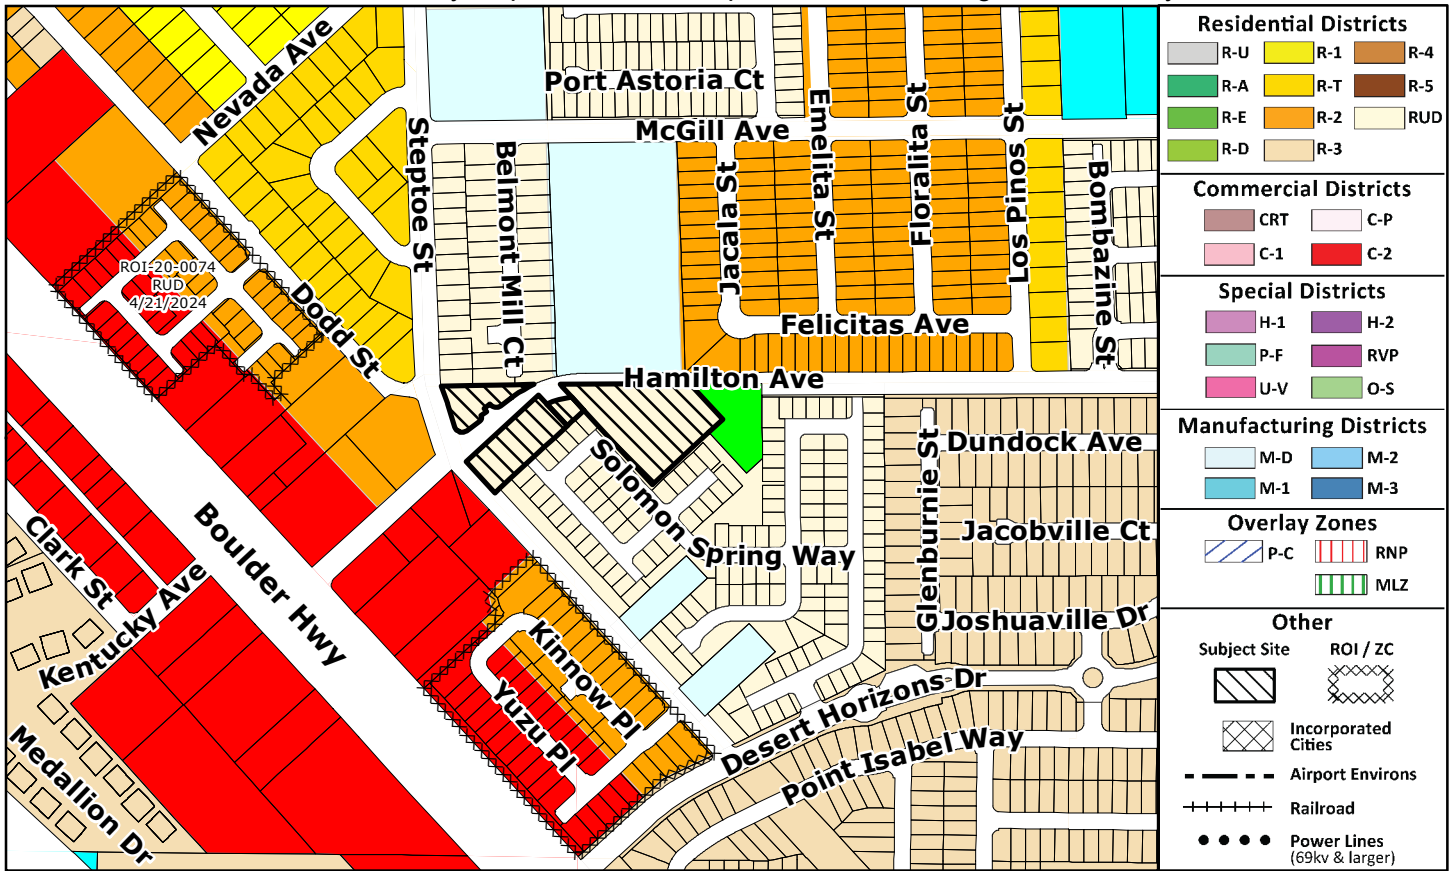 Nevada Ave
Port Astoria Ct
McGill Ave
Steptoe St
Belmont Mill Ct
Jacala St
Emelita St
Floralita St
Los Pinos St
Bombazine St
ROI-20-0074
RUD
4/21/2024
Dodd St
Felicitas Ave
Hamilton Ave
Solomon Spring Way
Glenburnie St
Dundock Ave
Jacobville Ct
Joshuaville Dr
Clark St
Boulder Hwy
Kentucky Ave
Kinnow Pl
Yuzu Pl
Desert Horizons Dr
Point Isabel Way
Medallion Dr
Residential Districts
R-U R-1 R-4
R-A R-T R-5
R-E R-2 RUD
R-D R-3
Commercial Districts
CRT C-P
C-1 C-2
Special Districts
H-1 H-2
P-F RVP
U-V O-S
Manufacturing Districts
M-D M-2
M-1 M-3
Overlay Zones
P-C RNP
MLZ
Other
Subject Site ROI / ZC
Incorporated
Cities
Airport Environs
Railroad
Power Lines
(69kv & larger)